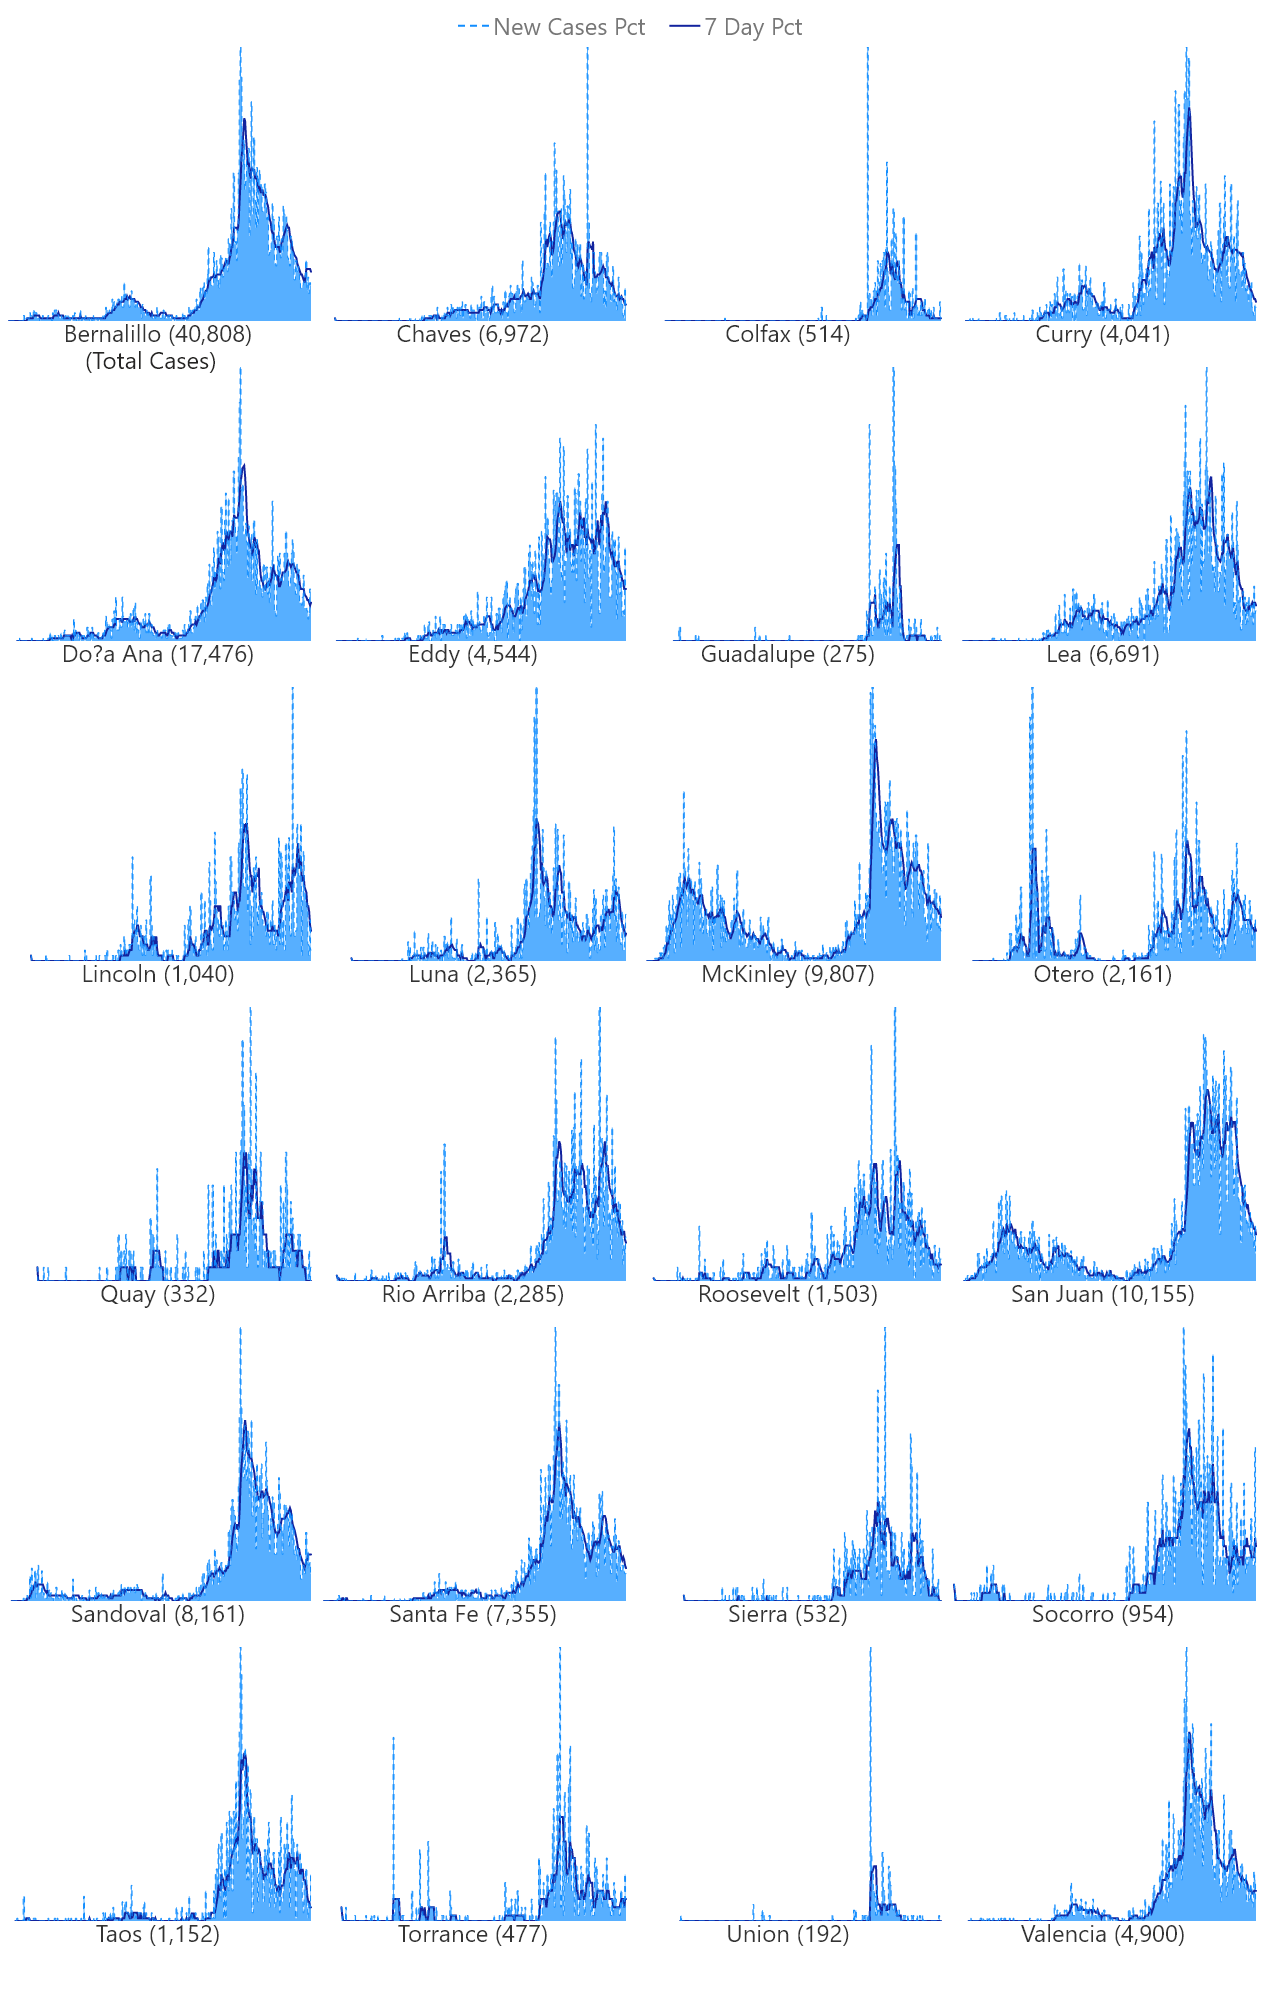 New Cases Pct 7 Day Pct
Bernalillo (40,808) Chaves (6,972) Colfax (514) Curry (4,041)
(Total Cases)
Do?a Ana (17,476) Eddy (4,544) Guadalupe (275) Lea (6,691)
Lincoln (1,040) Luna (2,365) McKinley (9,807) Otero (2,161)
Quay (332) Rio Arriba (2,285) Roosevelt (1,503) San Juan (10,155)
Sandoval (8,161) Santa Fe (7,355) Sierra (532) Socorro (954)
Taos (1,152) Torrance (477) Union (192) Valencia (4,900)